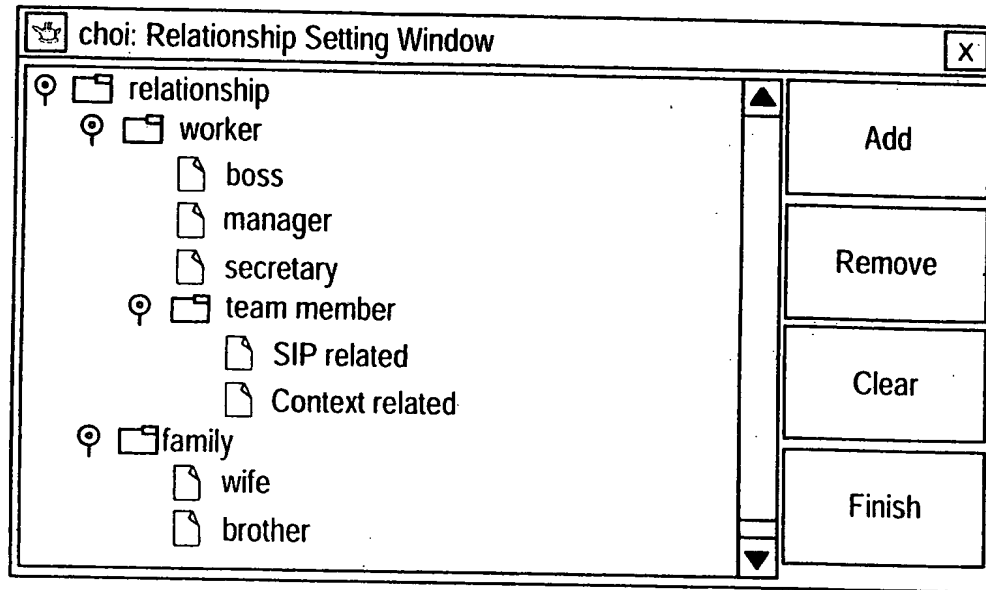 choi: Relationship Setting Window
X
relationship
worker
boss
manager
secretary
team member
SIP related
Context related
family
wife
brother
Add
Remove
Clear
Finish